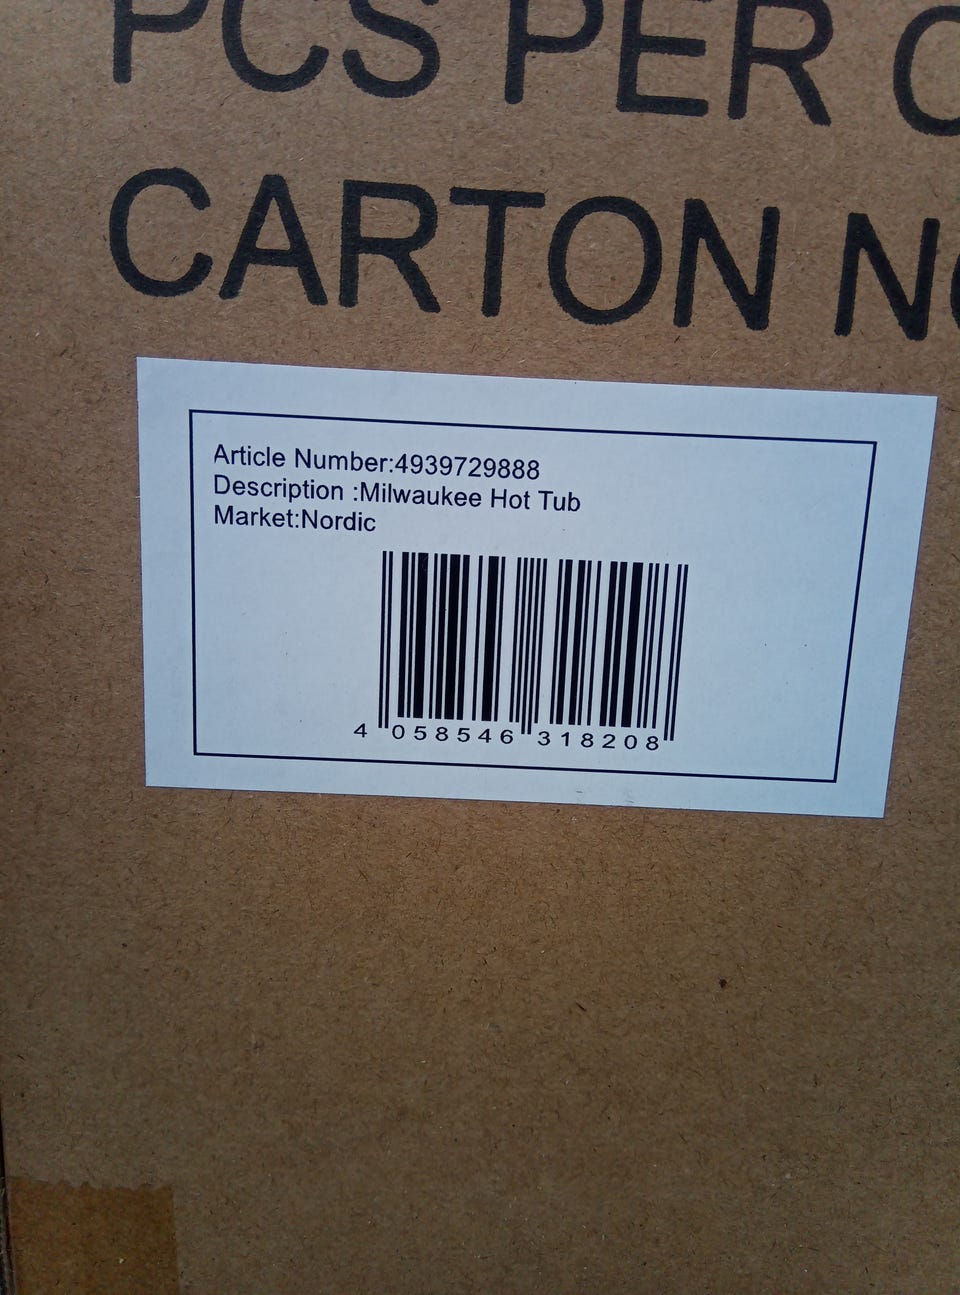 PCS PER
CARTON
Article Number:4939729888
Description :Milwaukee Hot Tub
Market:Nordic
4 058546 318208